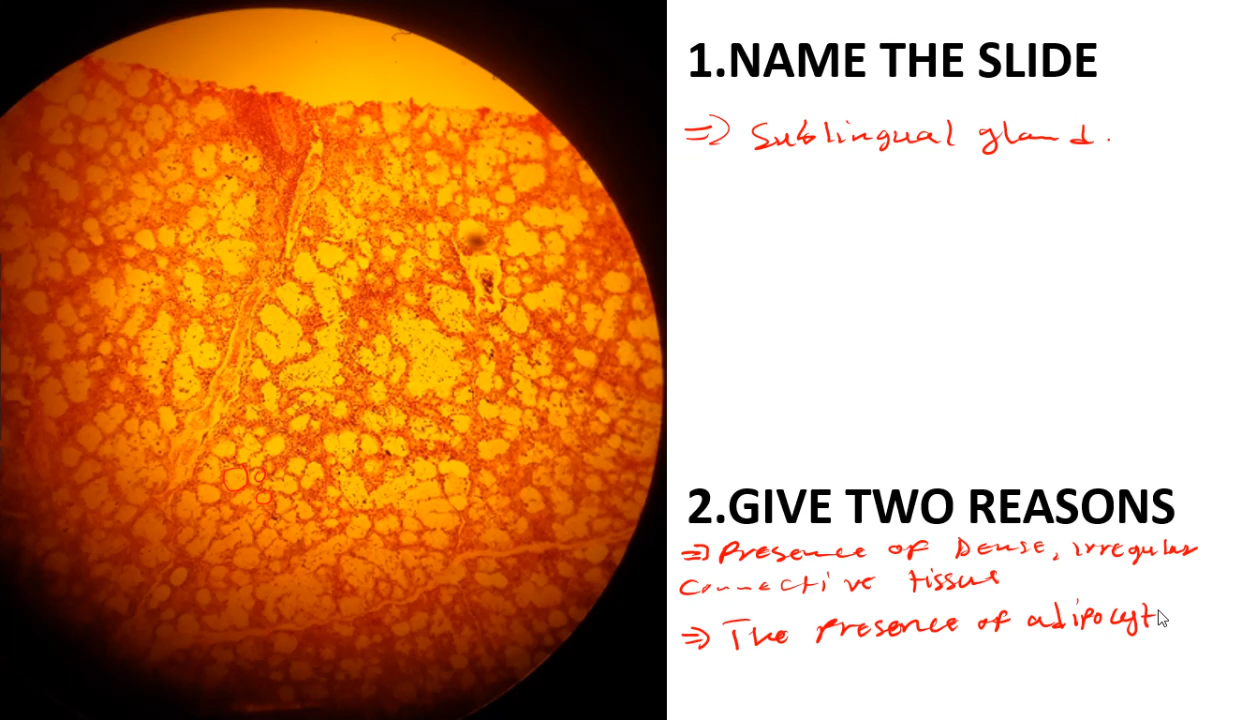 1.NAME THE SLIDE
=> Sublingual gland.
2.GIVE TWO REASONS
=> Presence of Dense, irregular
connective tissue
=> The presence of adipocyt